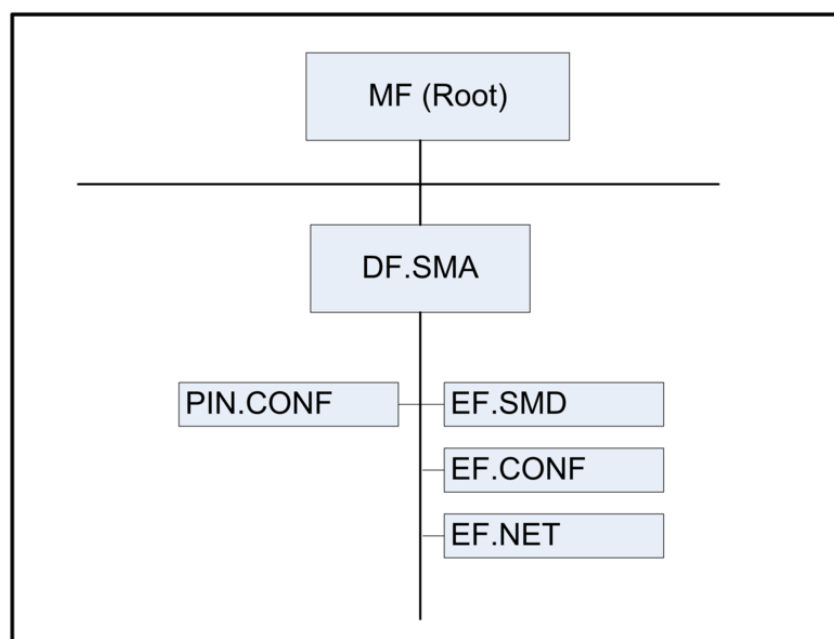 MF (Root)
DF.SMA
PIN.CONF
EF.SMD
EF.CONF
EF.NET